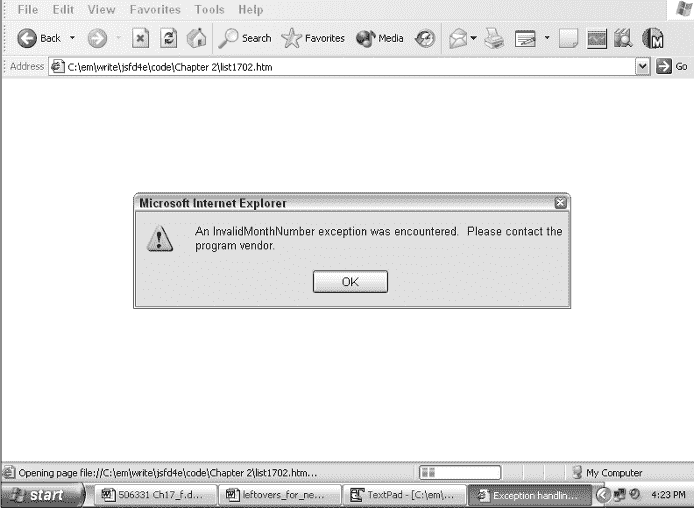 File Edit View Favorites Tools Help
Back Search Favorites Media
Address C:\em\write\jsfd4e\code\Chapter 2\list1702.htm Go
Microsoft Internet Explorer
An InvalidMonthNumber exception was encountered. Please contact the
program vendor.
OK
Opening page file://C:\em\write\jsfd4e\code\Chapter 2\list1702.htm... My Computer
start 506331 Ch17_f.d... leftovers_for_ne... TextPad - [C:\em\... Exception handlin... 4:23 PM